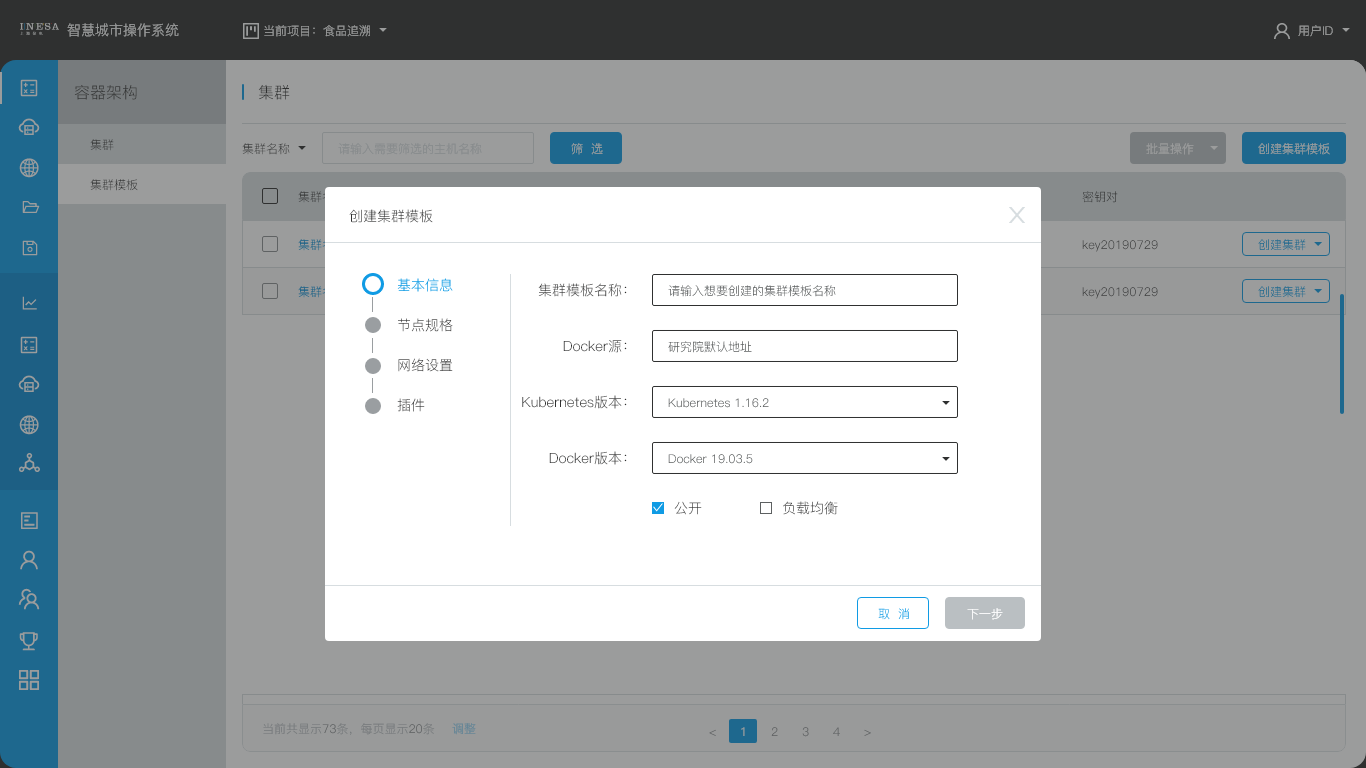 INESA 智慧城市操作系统
当前项目: 食品追溯
用户ID
容器架构
集群
集群模板
集群
集群名称
请输入需要筛选的主机名称
筛 选
批量操作
创建集群模板
集群
密钥对
集群
key20190729
创建集群
集群
key20190729
创建集群
创建集群模板
基本信息
节点规格
网络设置
插件
集群模板名称:
请输入想要创建的集群模板名称
Docker源:
研究院默认地址
Kubernetes版本:
Kubernetes 1.16.2
Docker版本:
Docker 19.03.5
公开
负载均衡
取 消
下一步
当前共显示73条, 每页显示20条 调整
< 1 2 3 4 >